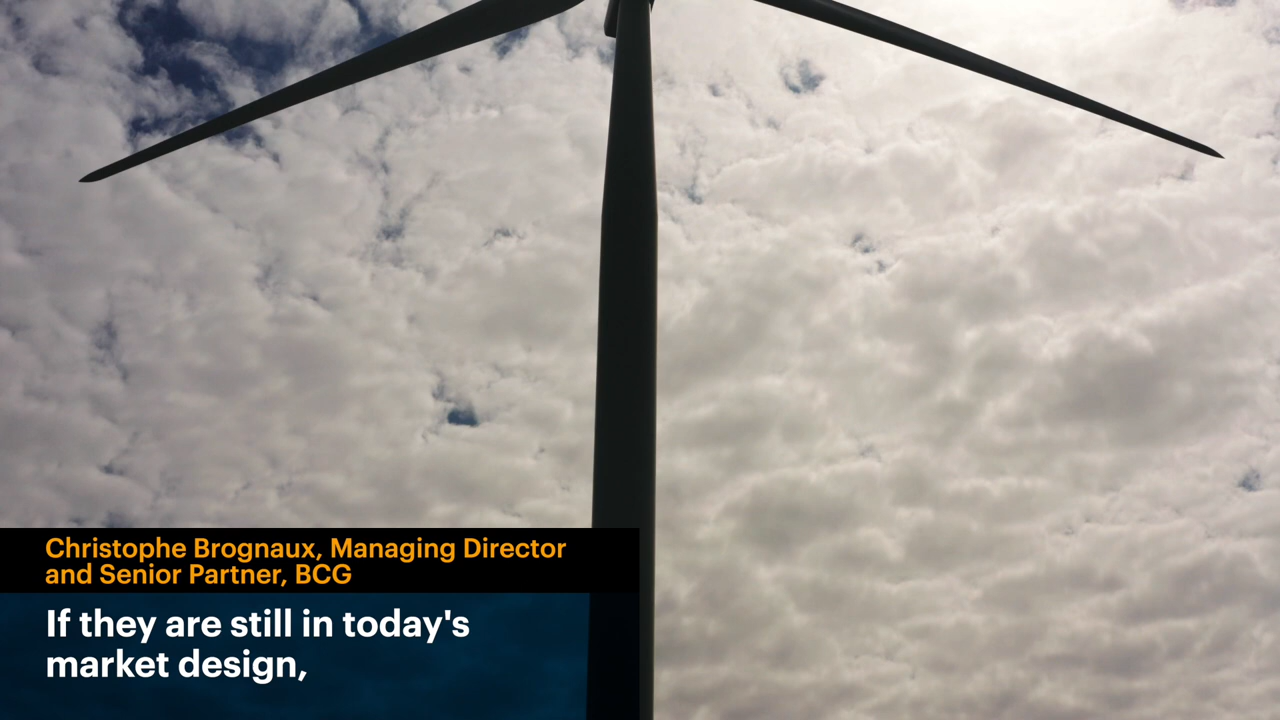 Christophe Brognaux, Managing Director
and Senior Partner, BCG
If they are still in today's
market design,